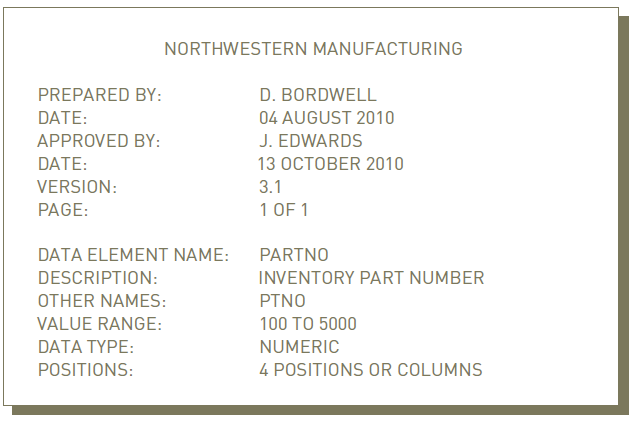 NORTHWESTERN MANUFACTURING
PREPARED BY: D. BORDWELL
DATE: 04 AUGUST 2010
APPROVED BY: J. EDWARDS
DATE: 13 OCTOBER 2010
VERSION: 3.1
PAGE: 1 OF 1
DATA ELEMENT NAME: PARTNO
DESCRIPTION: INVENTORY PART NUMBER
OTHER NAMES: PTNO
VALUE RANGE: 100 TO 5000
DATA TYPE: NUMERIC
POSITIONS: 4 POSITIONS OR COLUMNS